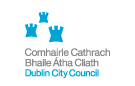 Comhairle Cathrach
Bhaile Átha Cliath
Dublin City Council